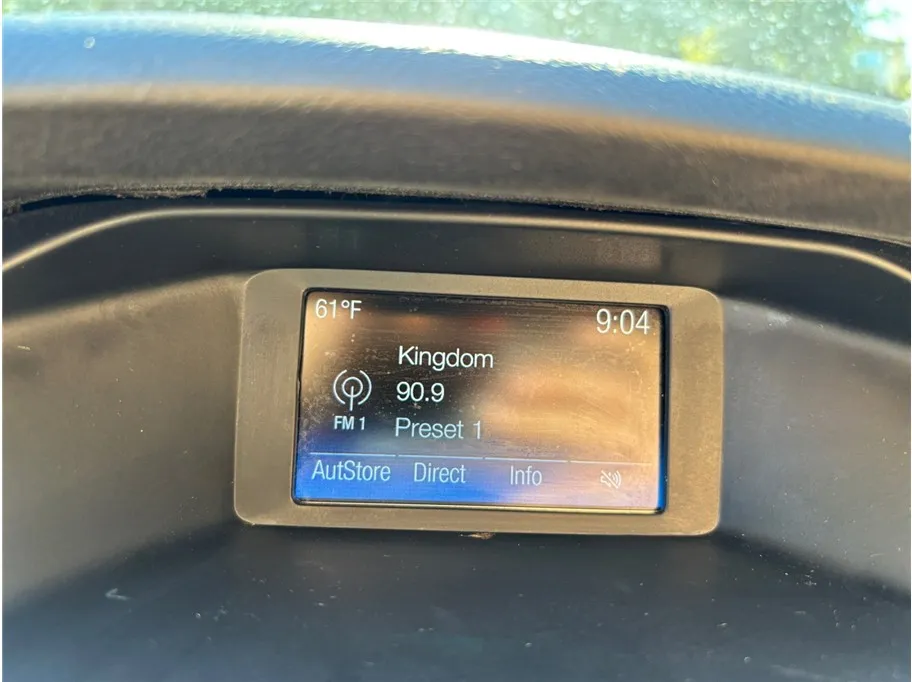 61°F 9:04
Kingdom
90.9
FM 1 Preset 1
AutStore Direct Info